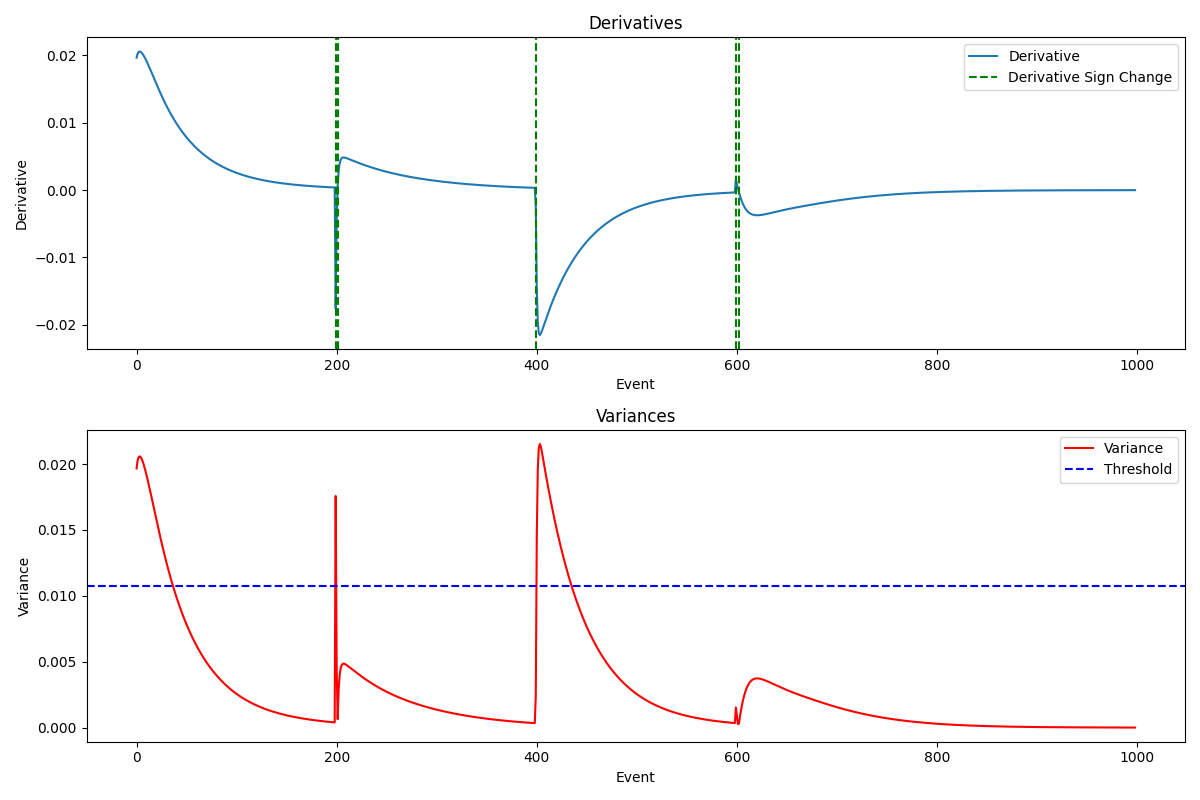 Derivatives
Derivative
Derivative Sign Change
0.02
0.01
0.00
−0.01
−0.02
Derivative
0
200
400
600
800
1000
Event
Variances
Variance
Threshold
0.020
0.015
0.010
0.005
0.000
Variance
0
200
400
600
800
1000
Event